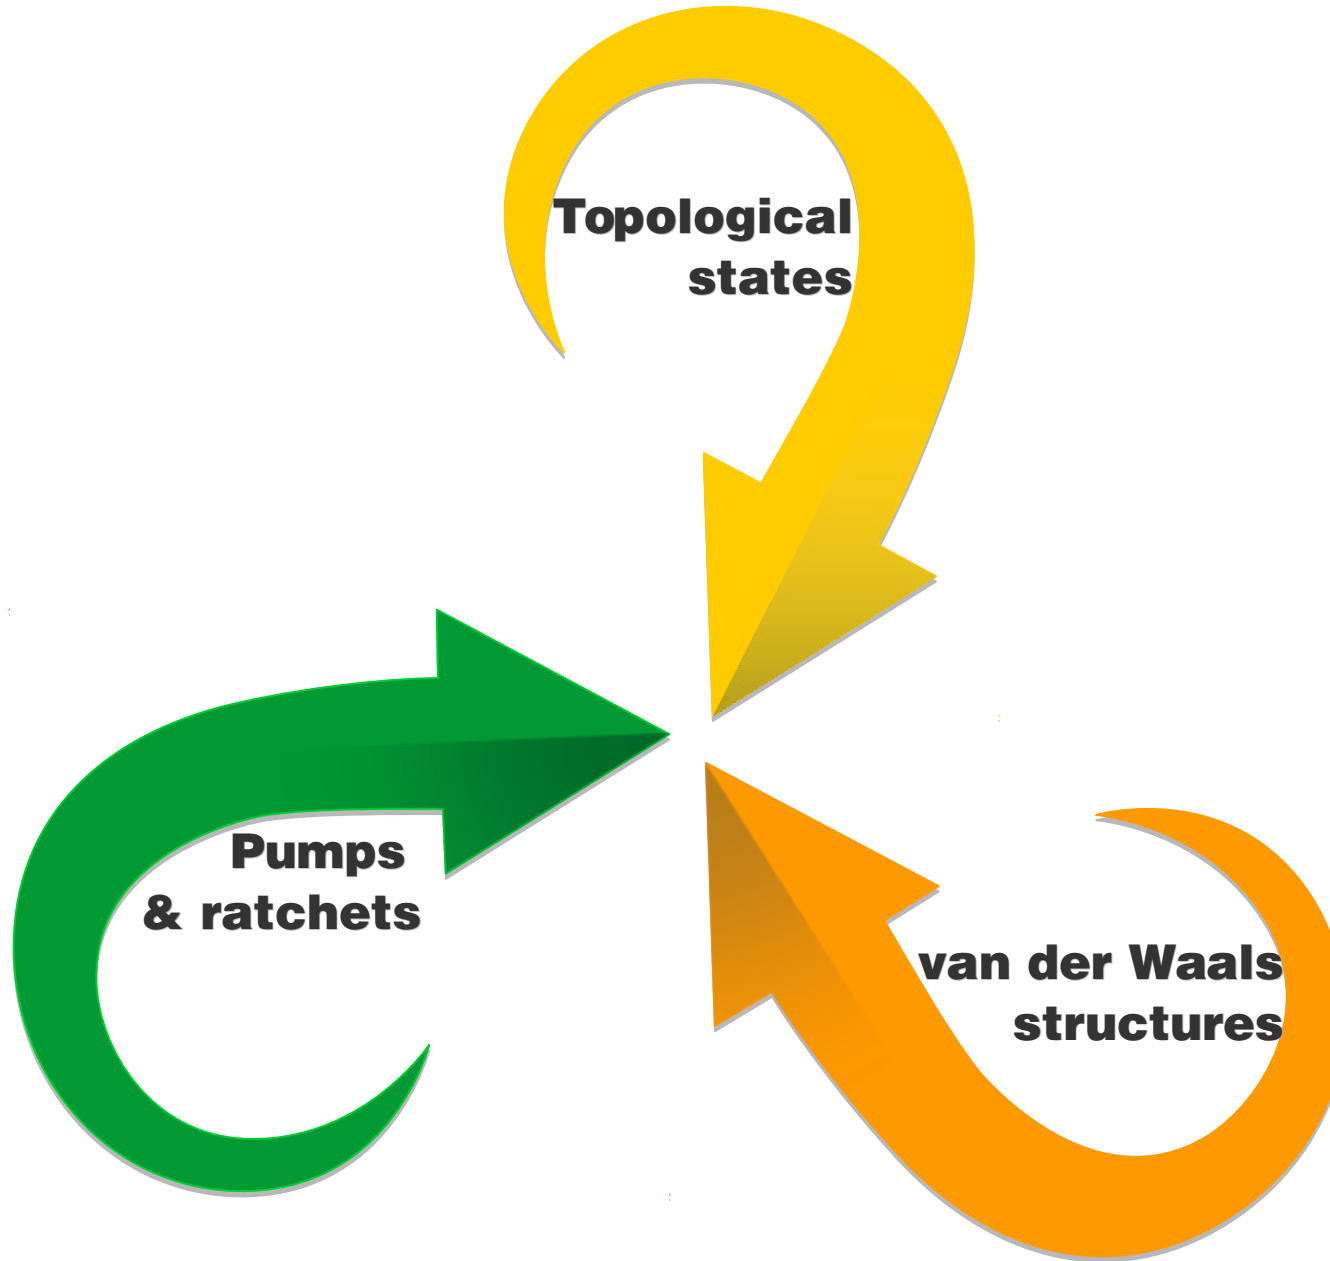 Topological
states
Pumps
& ratchets
van der Waals
structures